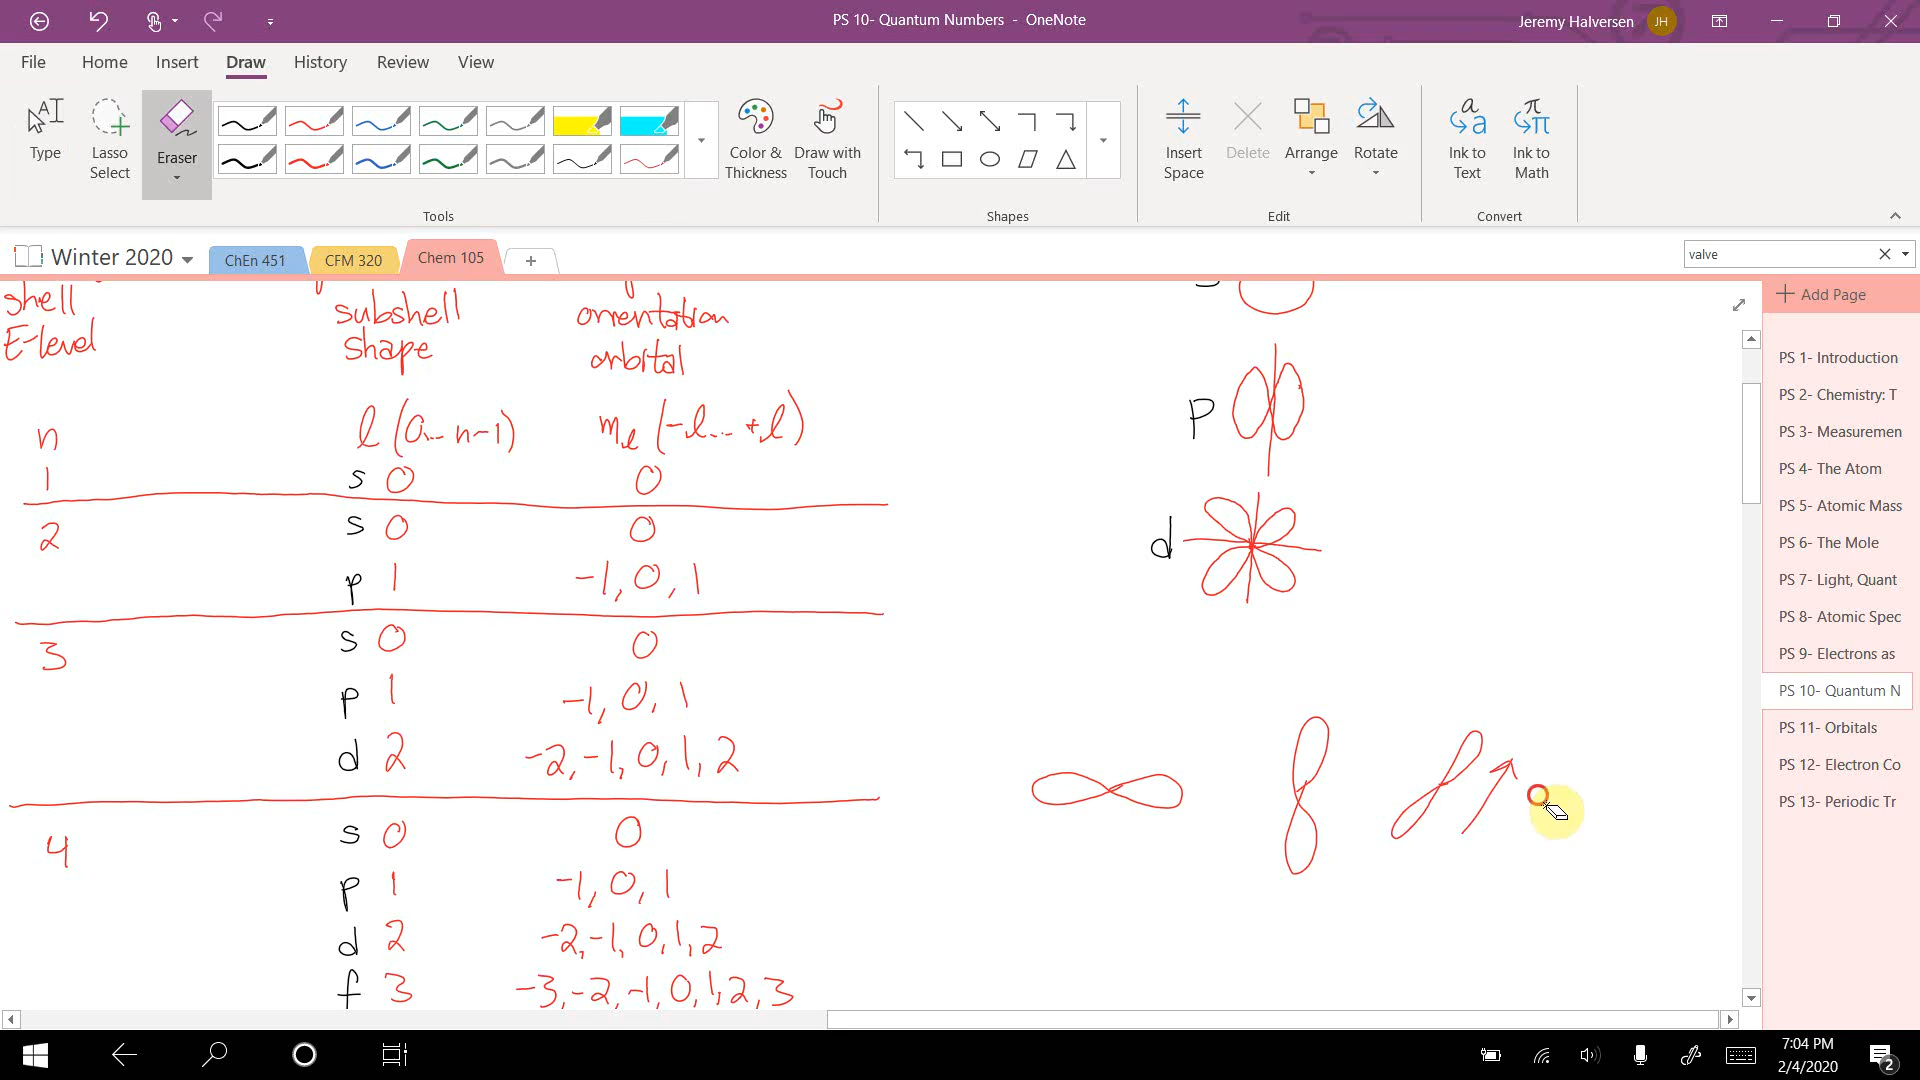 PS 10- Quantum Numbers - OneNote
Jeremy Halversen
JH
File
Home
Insert
Draw
History
Review
View
Type
Lasso
Select
Eraser
Color &
Thickness
Draw with
Touch
Insert
Space
Delete
Arrange
Rotate
Ink to
Text
Ink to
Math
Tools
Shapes
Edit
Convert
Winter 2020
ChEn 451
CFM 320
Chem 105
valve
Add Page
PS 1- Introduction
PS 2- Chemistry: T
PS 3- Measuremen
PS 4- The Atom
PS 5- Atomic Mass
PS 6- The Mole
PS 7- Light, Quant
PS 8- Atomic Spec
PS 9- Electrons as
PS 10- Quantum N
PS 11- Orbitals
PS 12- Electron Co
PS 13- Periodic Tr
shell
E-level
subshell
shape
orientation
orbital
n
l (0... n-1)
ml (-l... +l)
1 s 0 0
2 s 0 0
p 1 -1, 0, 1
3 s 0 0
p 1 -1, 0, 1
d 2 -2, -1, 0, 1, 2
4 s 0 0
p 1 -1, 0, 1
d 2 -2, -1, 0, 1, 2
f 3 -3, -2, -1, 0, 1, 2, 3
p
d
7:04 PM
2/4/2020
2